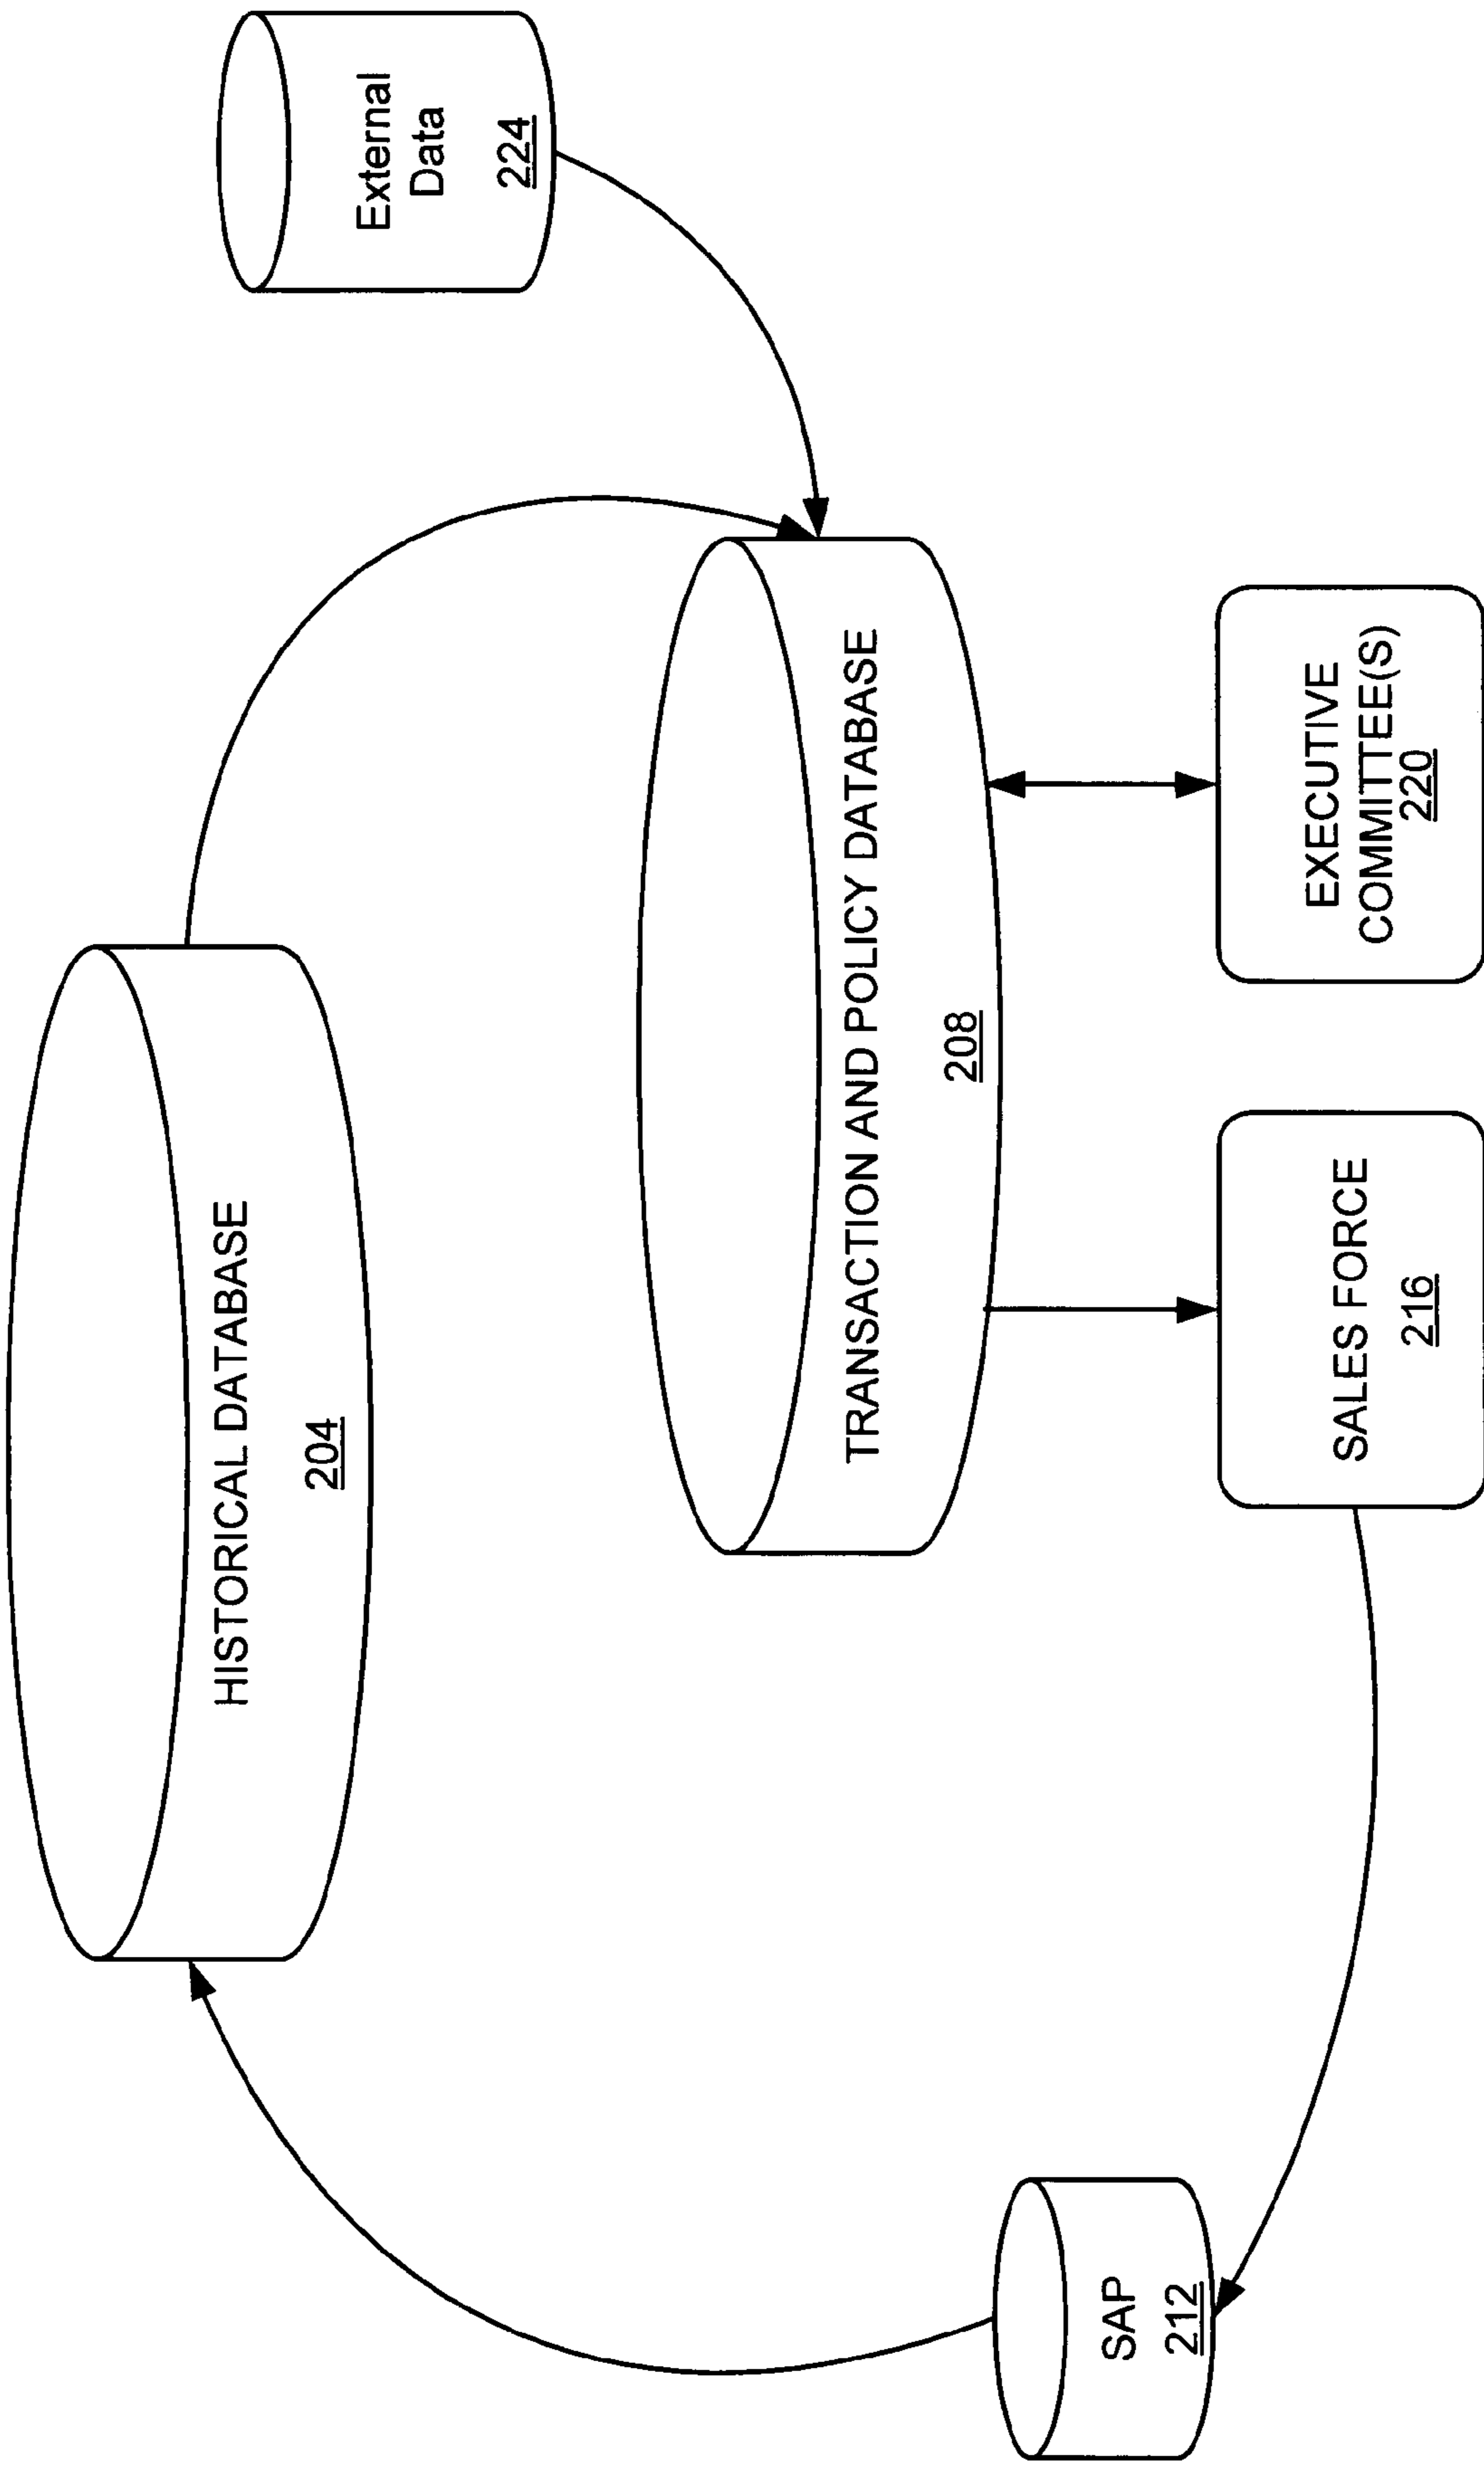 HISTORICAL DATABASE
204
External
Data
224
TRANSACTION AND POLICY DATABASE
208
SAP
212
SALES FORCE
216
EXECUTIVE
COMMITTEE(S)
220